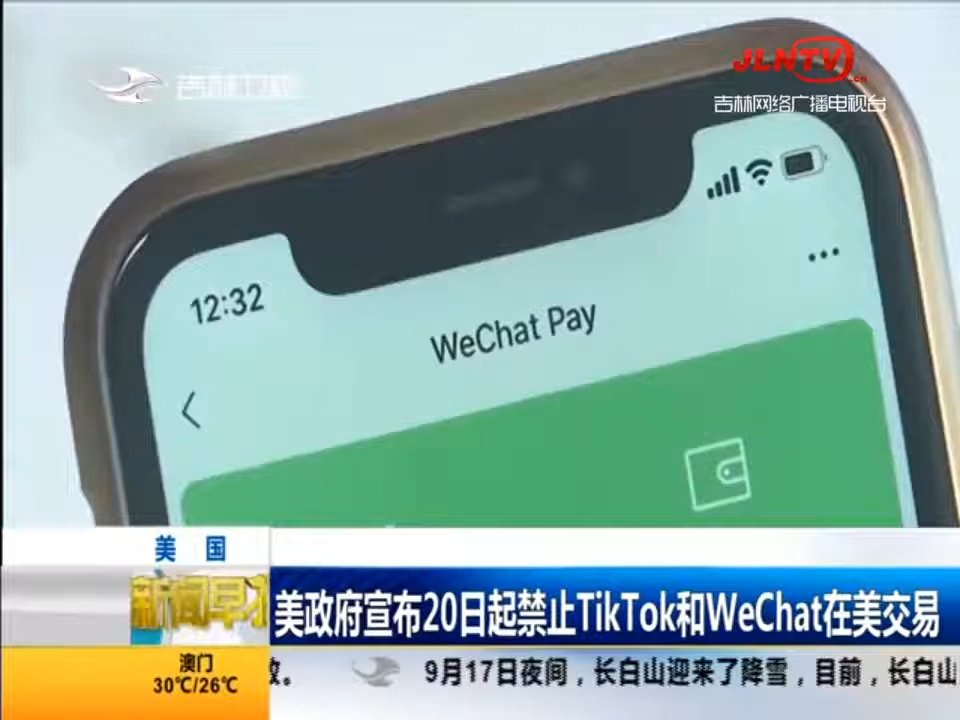 吉林卫视
JLNTV.cn
吉林网络广播电视台
12:32
WeChat Pay
美 国
新闻早
美政府宣布20日起禁止TikTok和WeChat在美交易
澳门
30℃/26℃
。 9月17日夜间，长白山迎来了降雪，目前，长白山